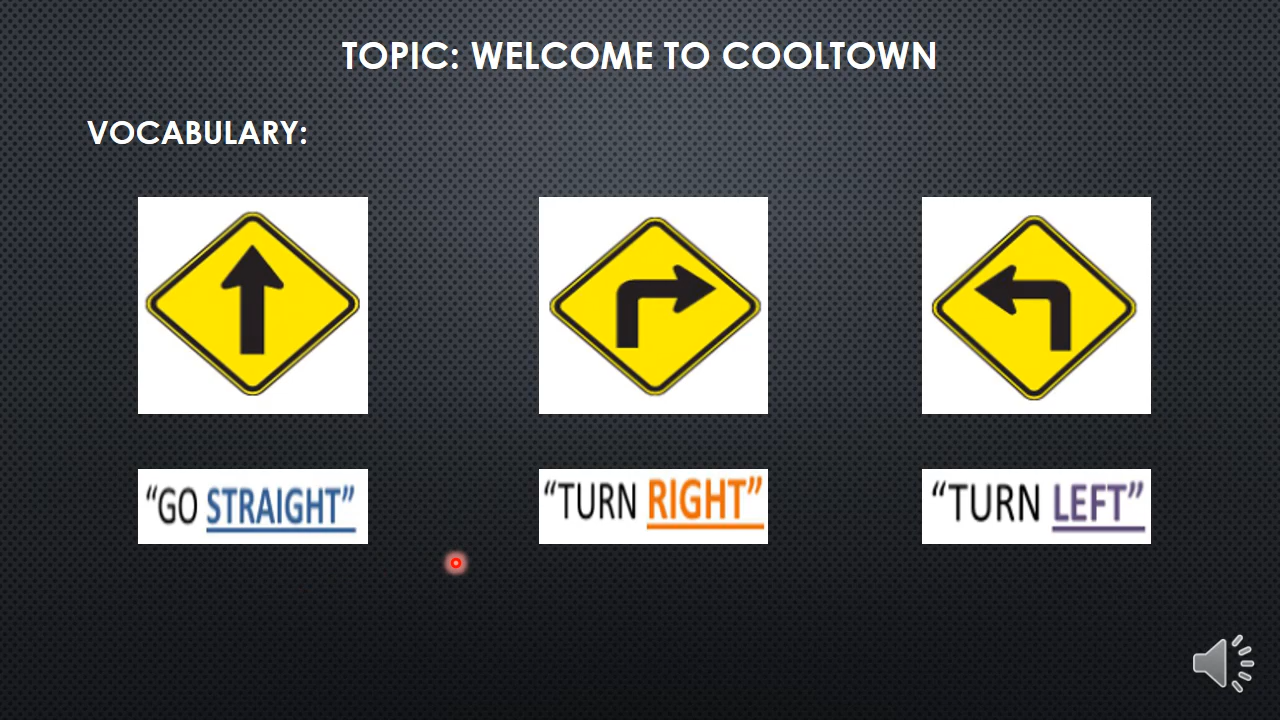 TOPIC: WELCOME TO COOLTOWN
VOCABULARY:
“GO STRAIGHT”
“TURN RIGHT”
“TURN LEFT”